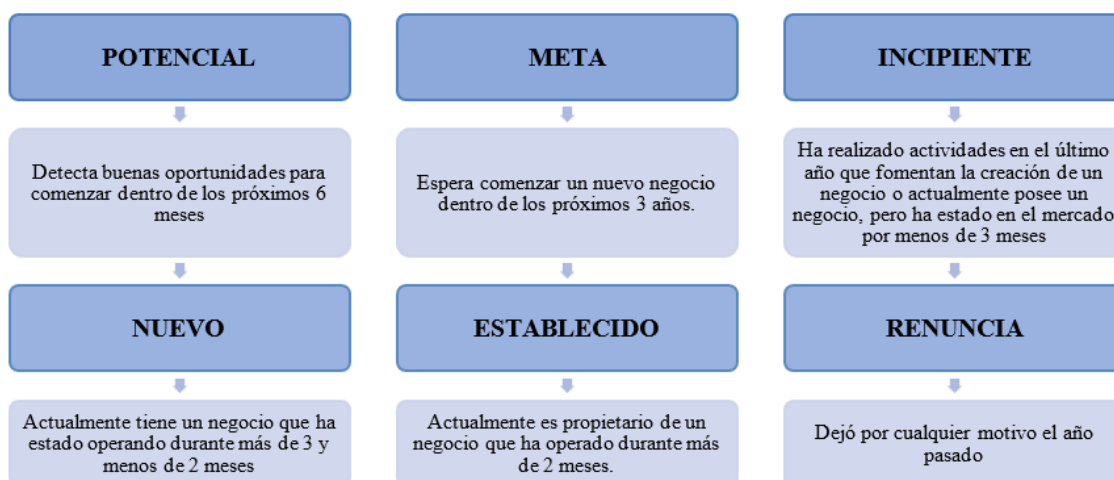 POTENCIAL
Detecta buenas oportunidades para
comenzar dentro de los próximos 6
meses
META
Espera comenzar un nuevo negocio
dentro de los próximos 3 años.
INCIPIENTE
Ha realizado actividades en el último
año que fomentan la creación de un
negocio o actualmente posee un
negocio, pero ha estado en el mercado
por menos de 3 meses
NUEVO
Actualmente tiene un negocio que ha
estado operando durante más de 3 y
menos de 2 meses
ESTABLECIDO
Actualmente es propietario de un
negocio que ha operado durante más
de 2 meses.
RENUNCIA
Dejó por cualquier motivo el año
pasado